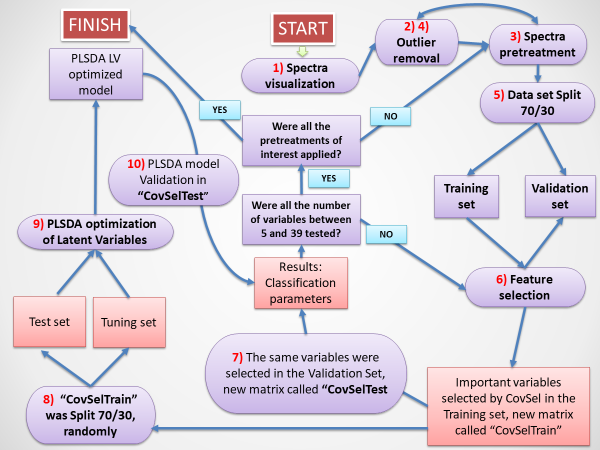 START
1) Spectra
visualization
2) 4)
Outlier
removal
3) Spectra
pretreatment
5) Data set Split
70/30
Training
set
Validation
set
6) Feature
selection
Important variables
selected by CovSel in the
Training set, new matrix
called “CovSelTrain”
7) The same variables were
selected in the Validation Set,
new matrix called “CovSelTest
8) “CovSelTrain”
was Split 70/30,
randomly
Test set
Tuning set
9) PLSDA optimization
of Latent Variables
PLSDA LV
optimized
model
10) PLSDA model
Validation in
“CovSelTest”
Results:
Classification
parameters
Were all the number
of variables between
5 and 39 tested?
NO
YES
Were all the
pretreatments of
interest applied?
NO
YES
FINISH